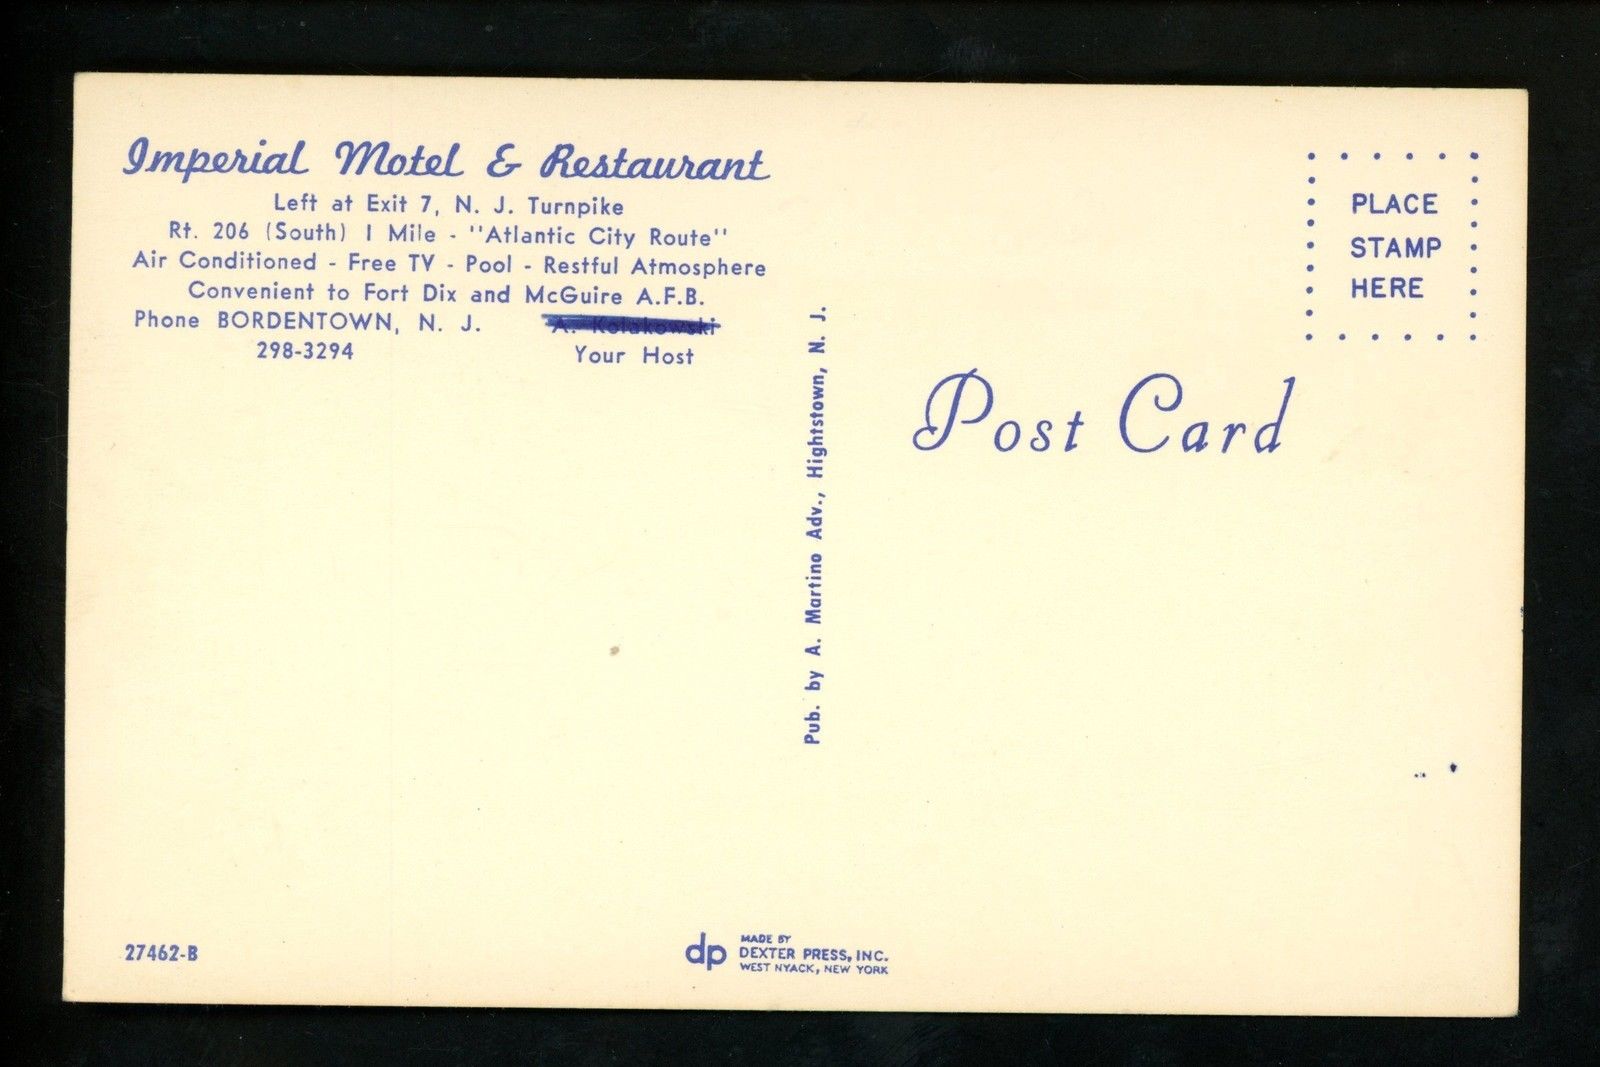 Imperial Motel & Restaurant
Left at Exit 7, N. J. Turnpike
Rt. 206 (South) 1 Mile - "Atlantic City Route"
Air Conditioned - Free TV - Pool - Restful Atmosphere
Convenient to Fort Dix and McGuire A.F.B.
Phone BORDENTOWN, N. J.
298-3294
A. Kolakowski
Your Host
Pub. by A. Martino Adv., Hightstown, N. J.
PLACE
STAMP
HERE
Post Card
27462-B
dp
MADE BY
DEXTER PRESS, INC.
WEST NYACK, NEW YORK